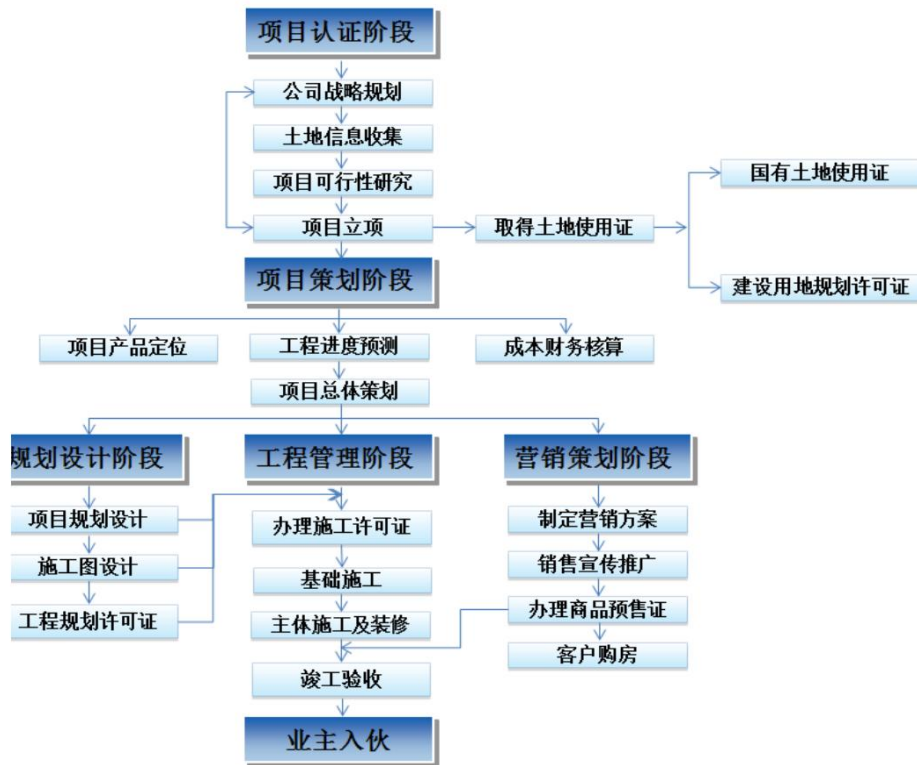 项目认证阶段
公司战略规划
土地信息收集
项目可行性研究
项目立项
取得土地使用证
国有土地使用证
建设用地规划许可证
项目策划阶段
项目产品定位
工程进度预测
成本财务核算
项目总体策划
规划设计阶段
工程管理阶段
营销策划阶段
项目规划设计
施工图设计
工程规划许可证
办理施工许可证
基础施工
主体施工及装修
竣工验收
制定营销方案
销售宣传推广
办理商品预售证
客户购房
业主入伙